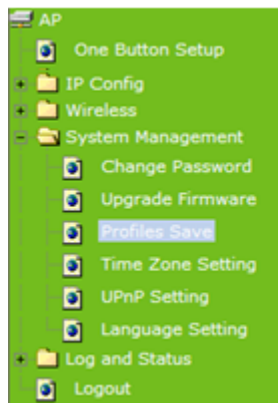 AP
One Button Setup
IP Config
Wireless
System Management
Change Password
Upgrade Firmware
Profiles Save
Time Zone Setting
UPnP Setting
Language Setting
Log and Status
Logout